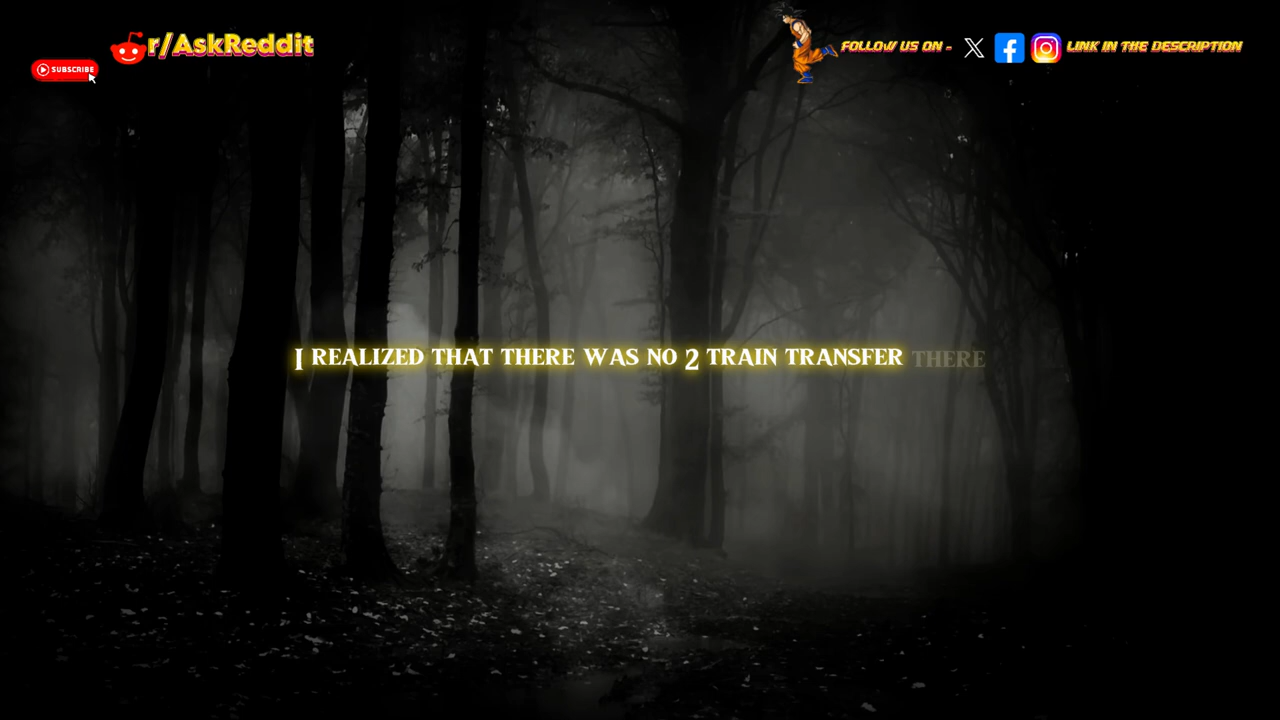 r/AskReddit
SUBSCRIBE
FOLLOW US ON -
LINK IN THE DESCRIPTION
I REALIZED THAT THERE WAS NO 2 TRAIN TRANSFER THERE